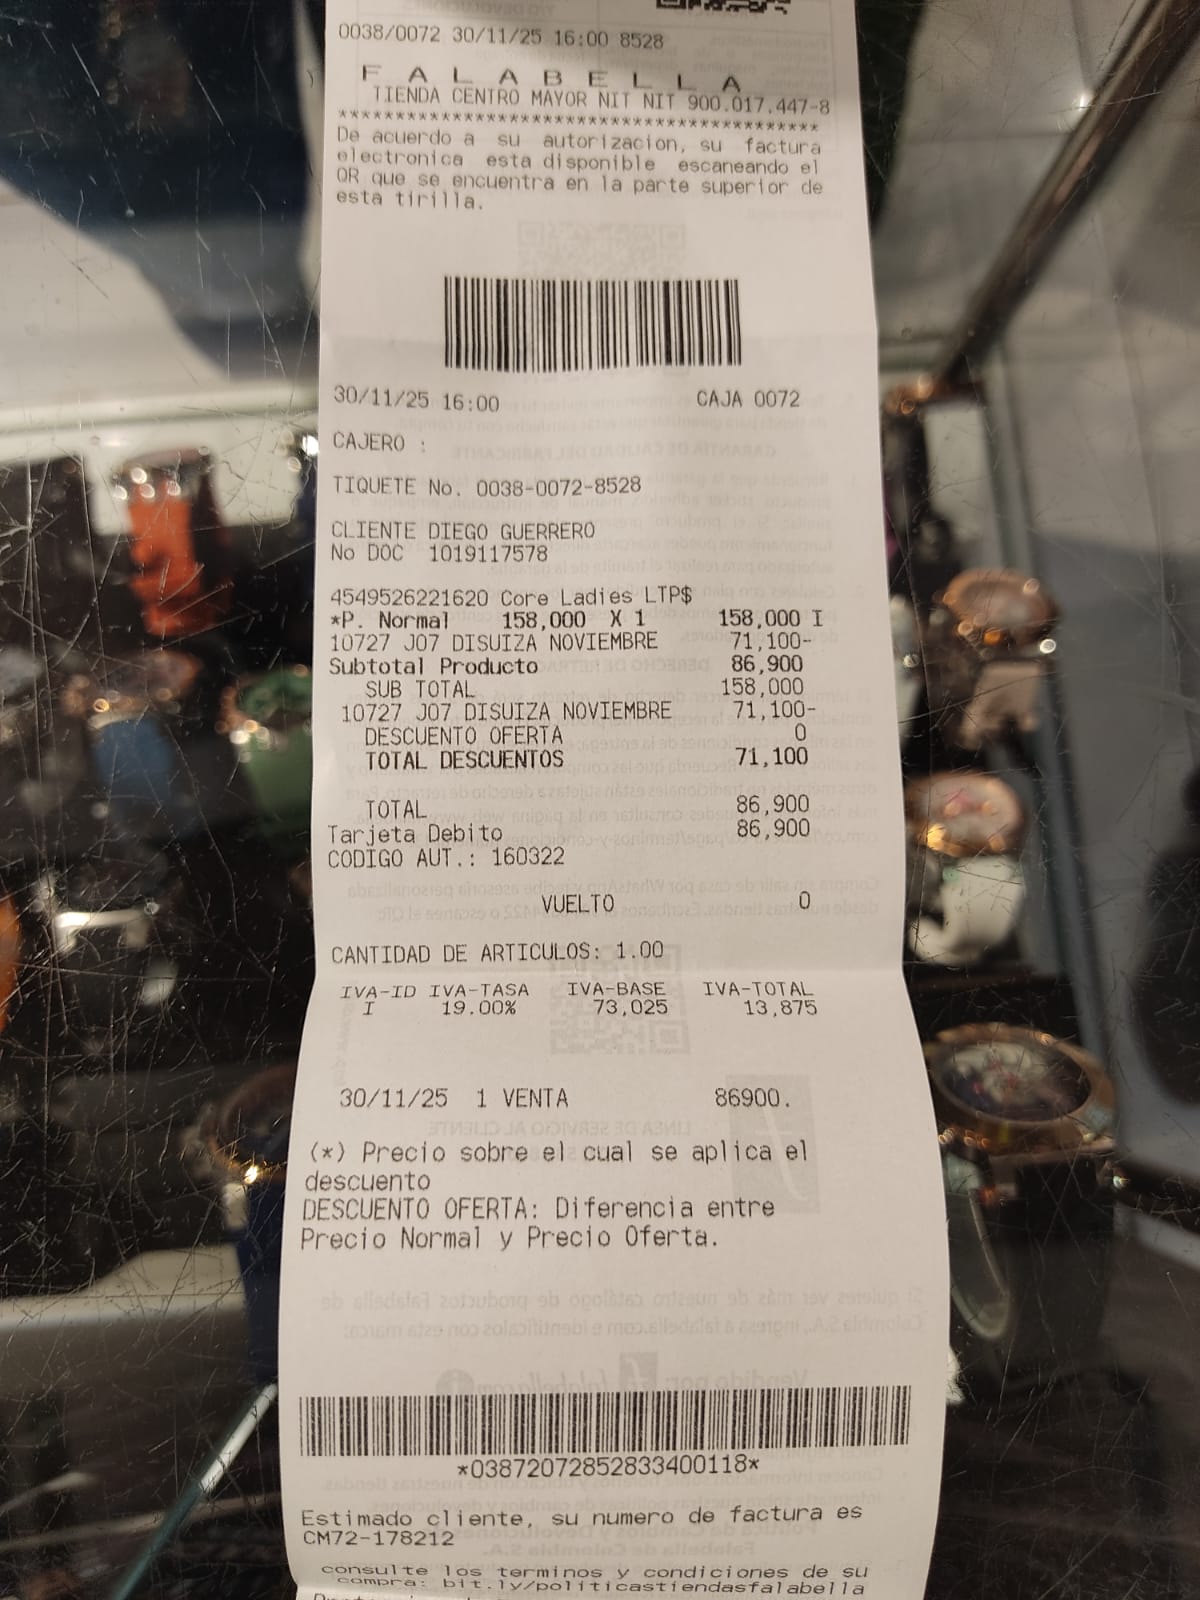 0038/0072 30/11/25 16:00 8528
F A L A B E L L A
TIENDA CENTRO MAYOR NIT NIT 900.017.447-8
******************************************
De acuerdo a su autorizacion, su factura
electronica esta disponible escaneando el
QR que se encuentra en la parte superior de
esta tirilla.
30/11/25 16:00 CAJA 0072
CAJERO :
TIQUETE No. 0038-0072-8528
CLIENTE DIEGO GUERRERO
No DOC 1019117578
4549526221620 Core Ladies LTP$
*P. Normal 158,000 X 1 158,000 I
10727 J07 DISUIZA NOVIEMBRE 71,100-
Subtotal Producto 86,900
SUB TOTAL 158,000
10727 J07 DISUIZA NOVIEMBRE 71,100-
DESCUENTO OFERTA 0
TOTAL DESCUENTOS 71,100
TOTAL 86,900
Tarjeta Debito 86,900
CODIGO AUT.: 160322
VUELTO 0
CANTIDAD DE ARTICULOS: 1.00
IVA-ID IVA-TASA IVA-BASE IVA-TOTAL
I 19.00% 73,025 13,875
30/11/25 1 VENTA 86900.
(*) Precio sobre el cual se aplica el
descuento
DESCUENTO OFERTA: Diferencia entre
Precio Normal y Precio Oferta.
*03872072852833400118*
Estimado cliente, su numero de factura es
CM72-178212
consulte los terminos y condiciones de su
compra: bit.ly/politicastiendasfalabella